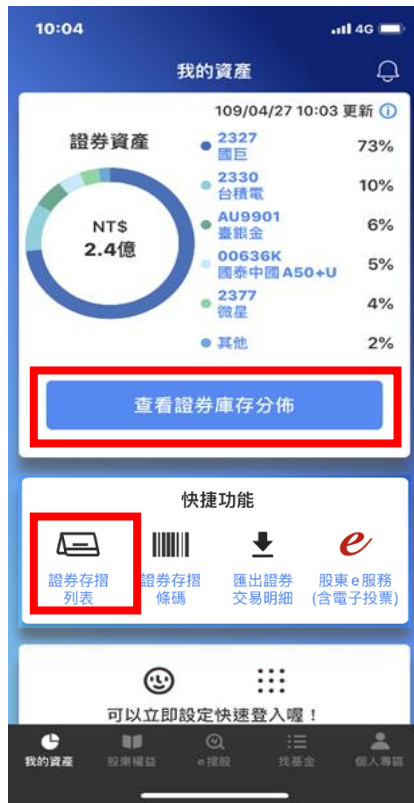 10:04
4G
我的資產
109/04/27 10:03 更新
證券資產
NT$
2.4億
2327
國巨
73%
2330
台積電
10%
AU9901
臺銀金
6%
00636K
國泰中國A50+U
5%
2377
微星
4%
其他
2%
查看證券庫存分佈
快捷功能
證券存摺
列表
證券存摺
條碼
匯出證券
交易明細
股東e服務
(含電子投票)
可以立即設定快速登入喔！
我的資產
股東權益
e撮股
找基金
個人專區